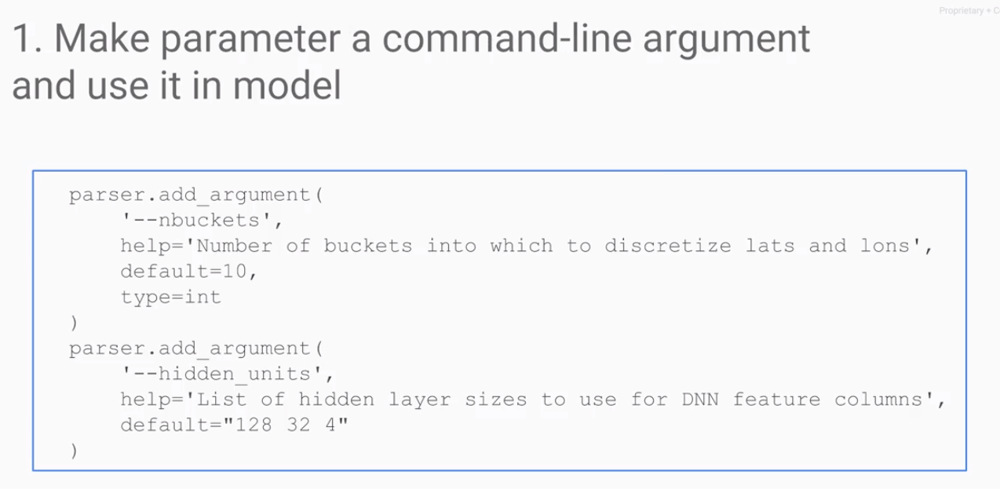 Proprietary + C
1. Make parameter a command-line argument
and use it in model
parser.add_argument(
'--nbuckets',
help='Number of buckets into which to discretize lats and lons',
default=10,
type=int
)
parser.add_argument(
'--hidden_units',
help='List of hidden layer sizes to use for DNN feature columns',
default="128 32 4"
)